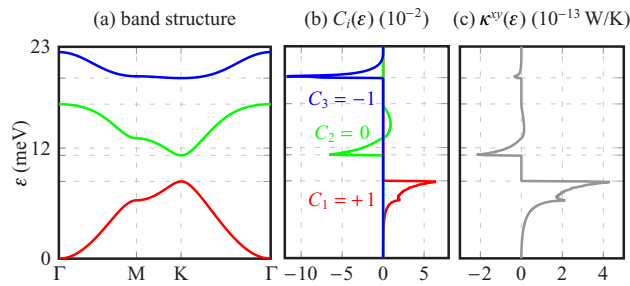 (a) band structure
(b) Cᵢ(ε) (10⁻²)
(c) κˣʸ(ε) (10⁻¹³ W/K)
23
12
0
ε (meV)
Γ
M
K
Γ
C₃ = −1
C₂ = 0
C₁ = +1
−10
−5
0
5
−2
0
2
4